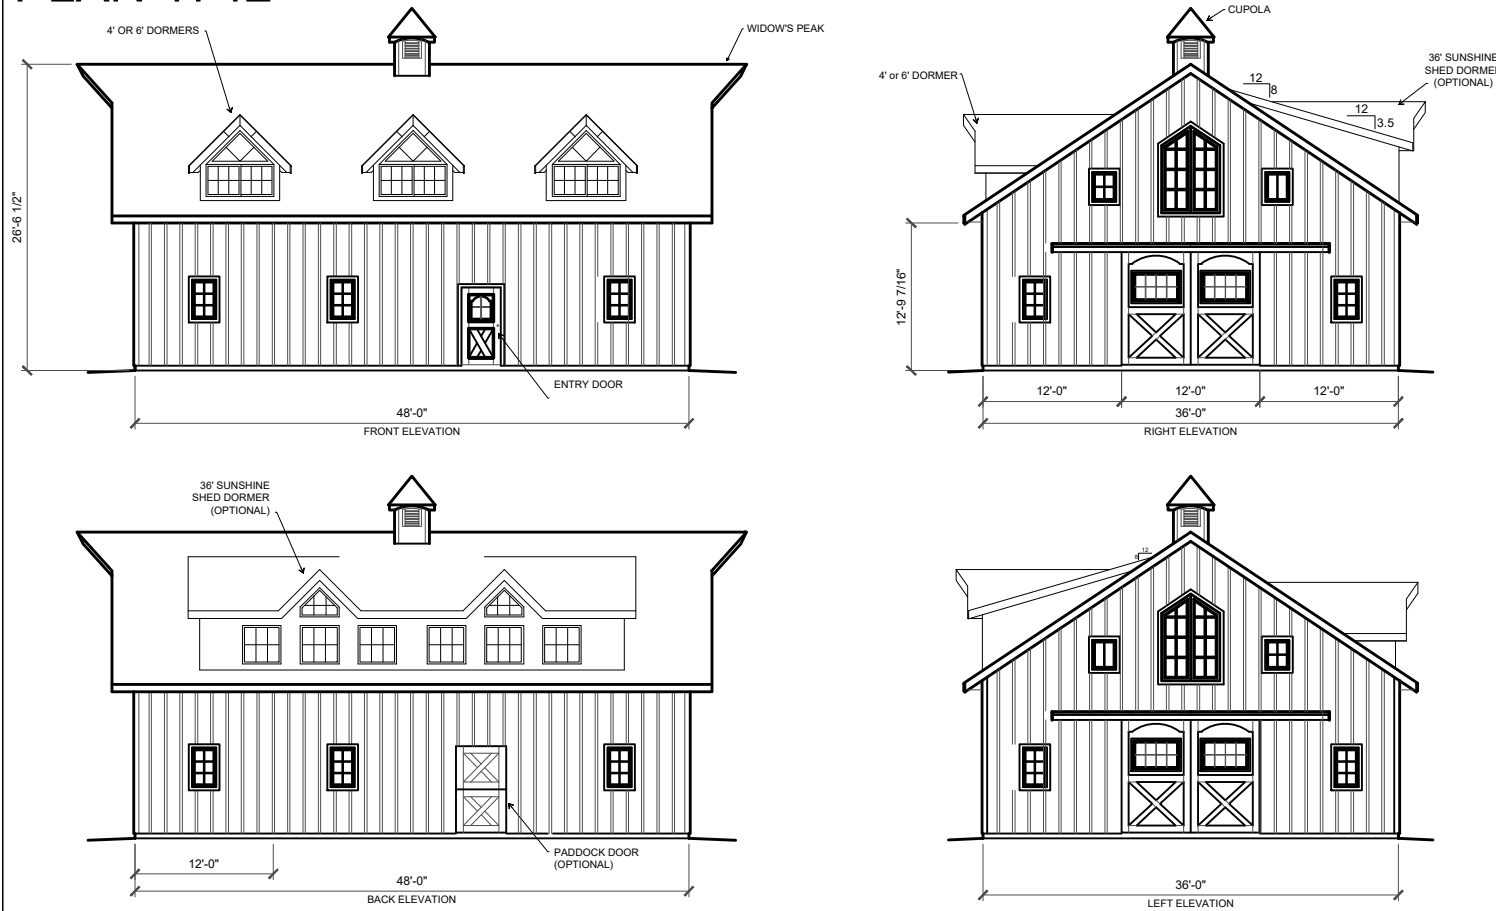 4' OR 6' DORMERS
WIDOW'S PEAK
26'-6 1/2"
ENTRY DOOR
48'-0"
FRONT ELEVATION
CUPOLA
4' or 6' DORMER
36' SUNSHINE
SHED DORMER
(OPTIONAL)
12
8
12
3.5
12'-9 7/16"
12'-0"
12'-0"
12'-0"
36'-0"
RIGHT ELEVATION
36' SUNSHINE
SHED DORMER
(OPTIONAL)
PADDOCK DOOR
(OPTIONAL)
12'-0"
48'-0"
BACK ELEVATION
12
8
36'-0"
LEFT ELEVATION